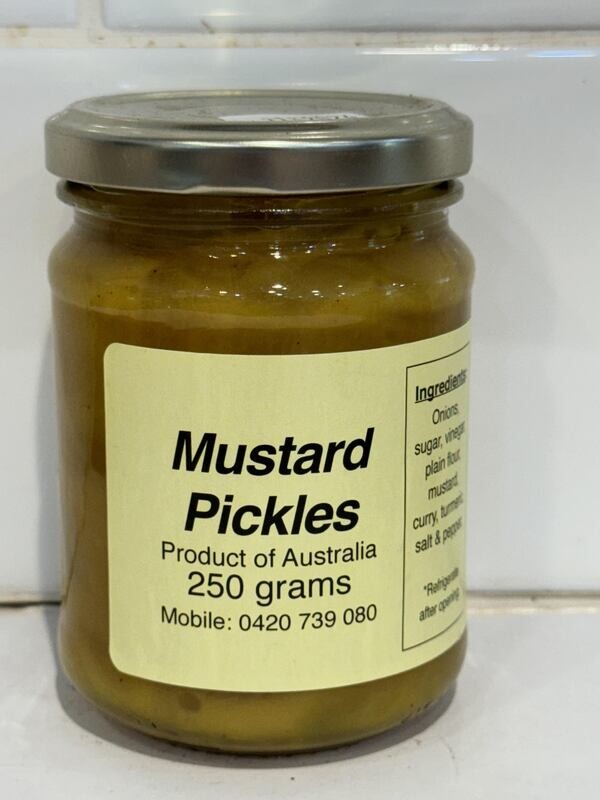 Mustard
Pickles
Product of Australia
250 grams
Mobile: 0420 739 080
Ingredients
Onions,
sugar, vinegar,
plain flour,
mustard,
curry, turmeric,
salt & pepper.
*Refrigerate
after opening